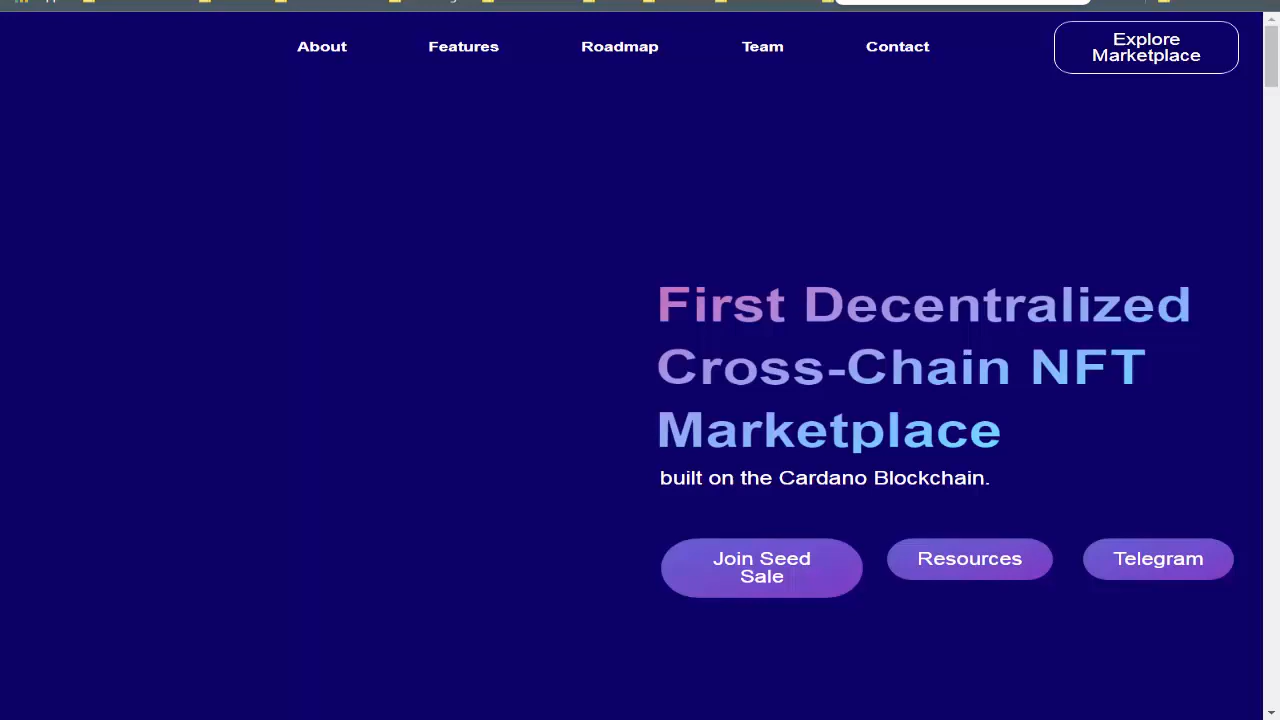 About
Features
Roadmap
Team
Contact
Explore
Marketplace
First Decentralized
Cross-Chain NFT
Marketplace
built on the Cardano Blockchain.
Join Seed
Sale
Resources
Telegram